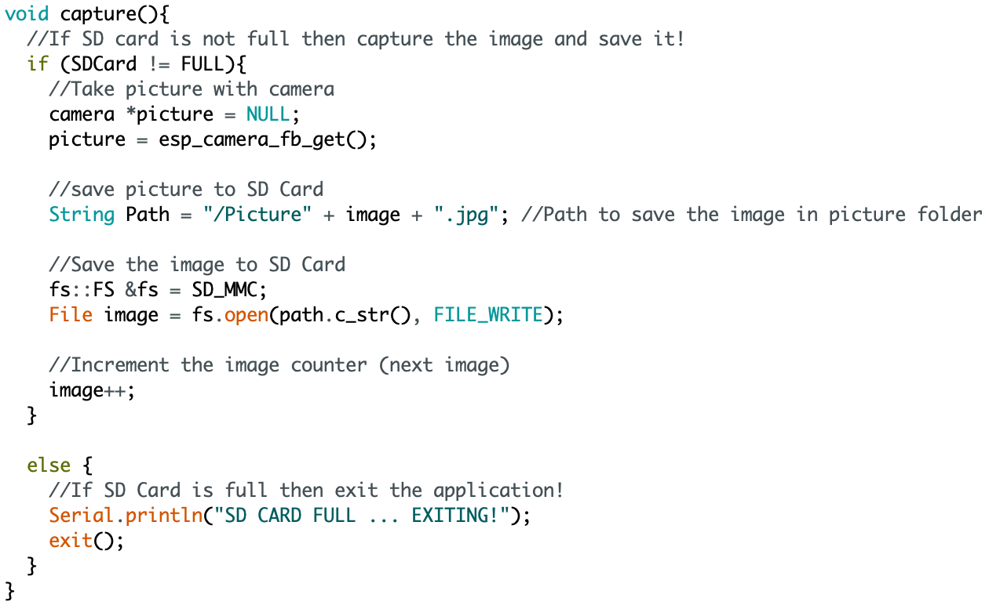 void capture(){
  //If SD card is not full then capture the image and save it!
  if (SDCard != FULL){
    //Take picture with camera
    camera *picture = NULL;
    picture = esp_camera_fb_get();

    //save picture to SD Card
    String Path = "/Picture" + image + ".jpg"; //Path to save the image in picture folder

    //Save the image to SD Card
    fs::FS &fs = SD_MMC;
    File image = fs.open(path.c_str(), FILE_WRITE);

    //Increment the image counter (next image)
    image++;
  }

  else {
    //If SD Card is full then exit the application!
    Serial.println("SD CARD FULL ... EXITING!");
    exit();
  }
}